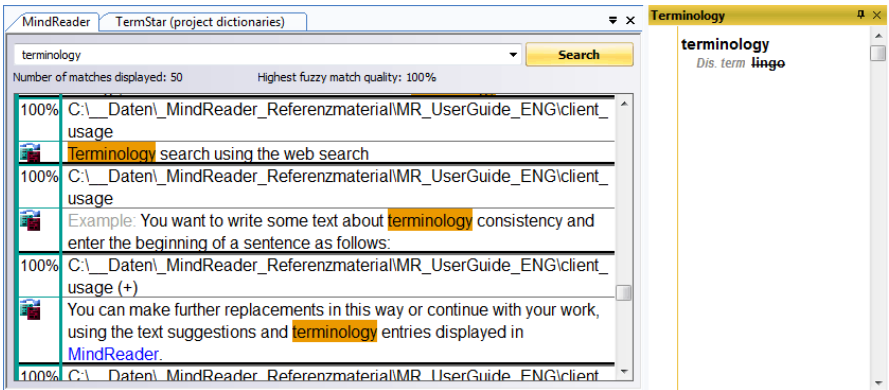 MindReader
TermStar (project dictionaries)
terminology
Search
Number of matches displayed: 50
Highest fuzzy match quality: 100%
100%
C:\__Daten\_MindReader_Referenzmaterial\MR_UserGuide_ENG\client_
usage
Terminology search using the web search
100%
C:\__Daten\_MindReader_Referenzmaterial\MR_UserGuide_ENG\client_
usage
Example: You want to write some text about terminology consistency and
enter the beginning of a sentence as follows:
100%
C:\__Daten\_MindReader_Referenzmaterial\MR_UserGuide_ENG\client_
usage (+)
You can make further replacements in this way or continue with your work,
using the text suggestions and terminology entries displayed in
MindReader.
100%
C:\__Daten\_MindReader_Referenzmaterial\MR_UserGuide_ENG\client_
Terminology
terminology
Dis. term lingo